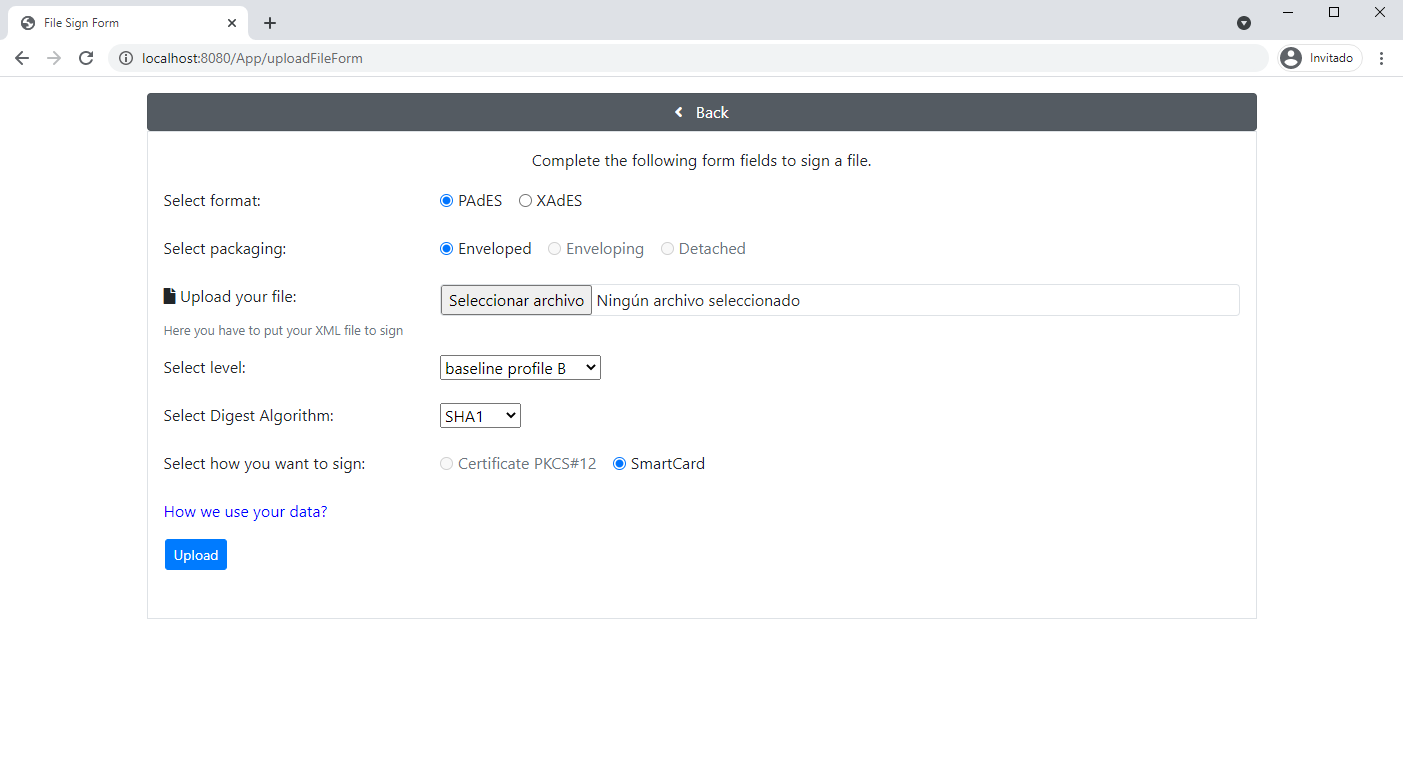 File Sign Form
localhost:8080/App/uploadFileForm
Invitado
Back
Complete the following form fields to sign a file.
Select format: PAdES XAdES
Select packaging: Enveloped Enveloping Detached
Upload your file: Seleccionar archivo Ningún archivo seleccionado
Here you have to put your XML file to sign
Select level: baseline profile B
Select Digest Algorithm: SHA1
Select how you want to sign: Certificate PKCS#12 SmartCard
How we use your data?
Upload